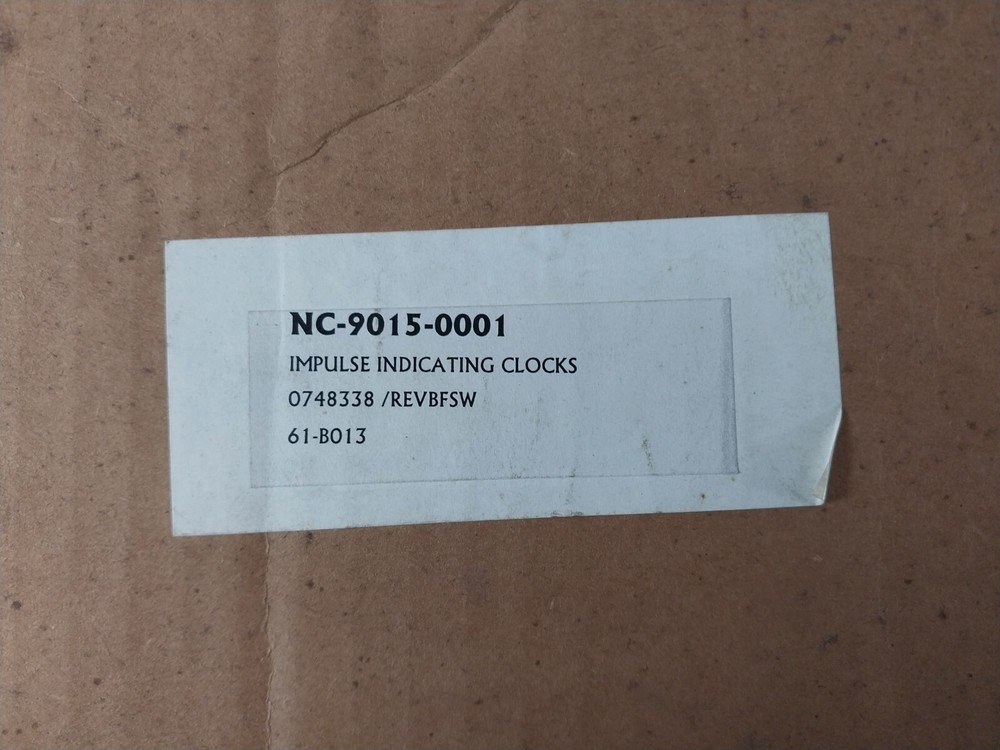 NC-9015-0001
IMPULSE INDICATING CLOCKS
0748338 /REVBFSW
61-B013